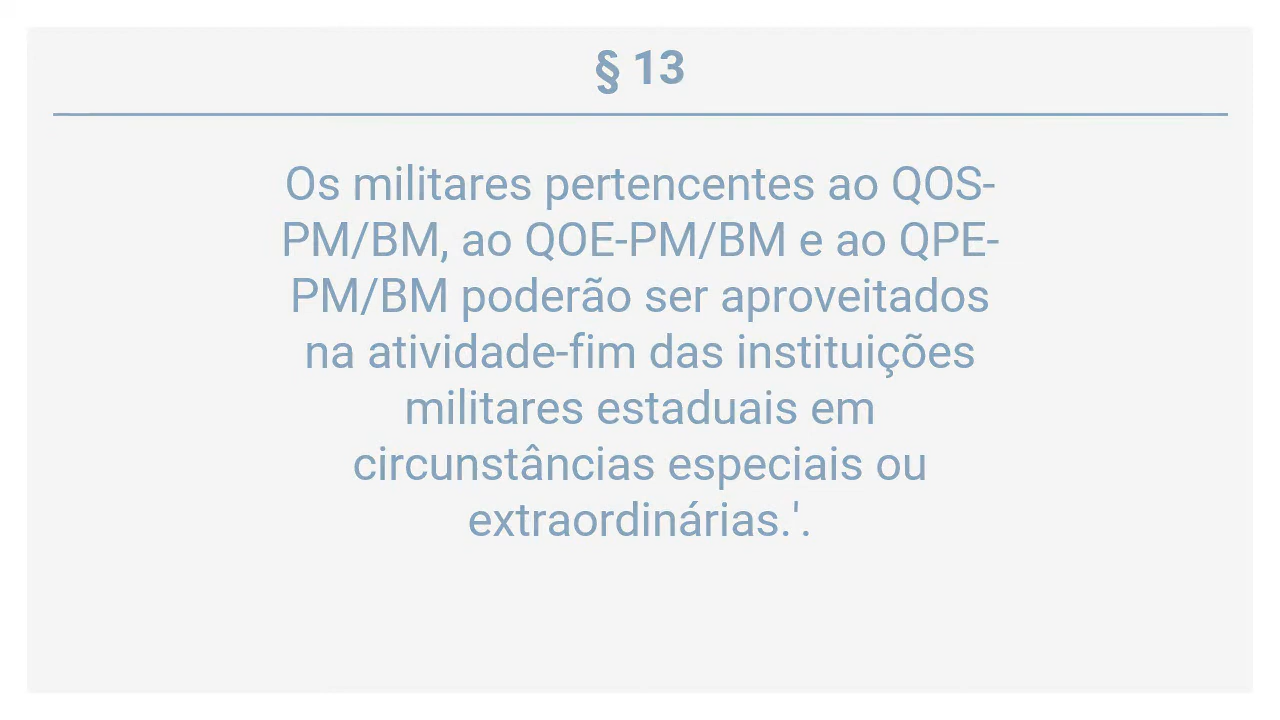 § 13
Os militares pertencentes ao QOS-
PM/BM, ao QOE-PM/BM e ao QPE-
PM/BM poderão ser aproveitados
na atividade-fim das instituições
militares estaduais em
circunstâncias especiais ou
extraordinárias.'.